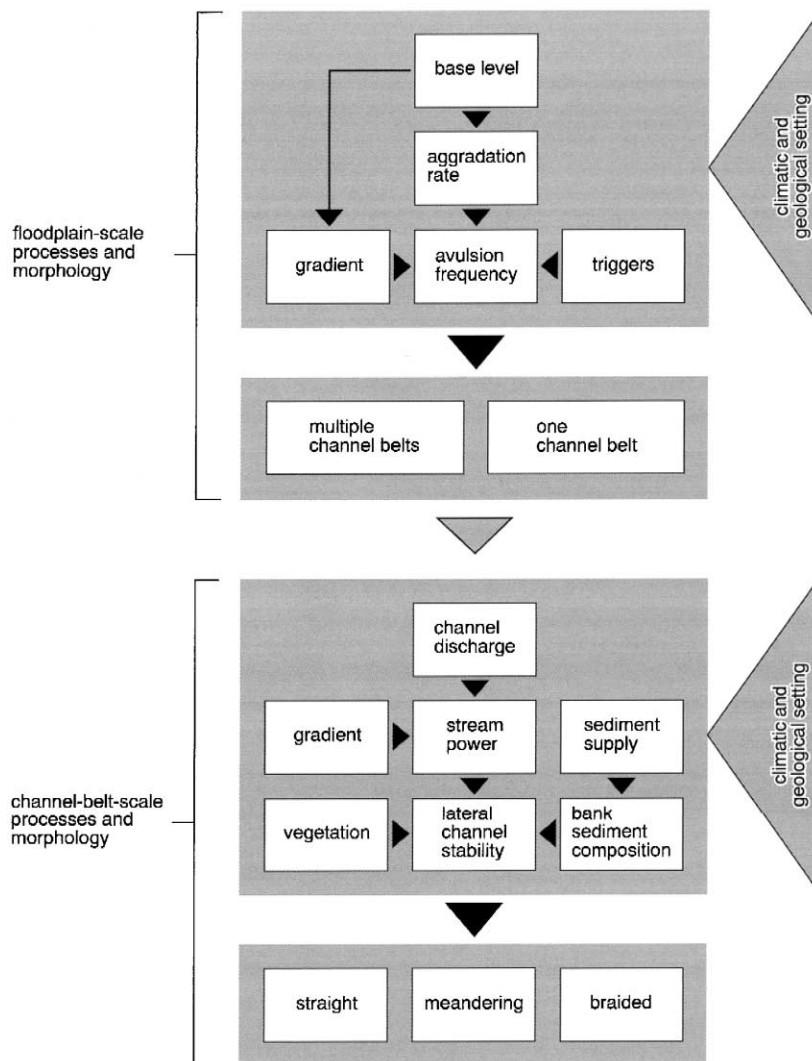 base level
aggradation
rate
gradient
avulsion
frequency
triggers
climatic and
geological setting
floodplain-scale
processes and
morphology
multiple
channel belts
one
channel belt
channel
discharge
gradient
stream
power
sediment
supply
vegetation
lateral
channel
stability
bank
sediment
composition
climatic and
geological setting
channel-belt-scale
processes and
morphology
straight
meandering
braided